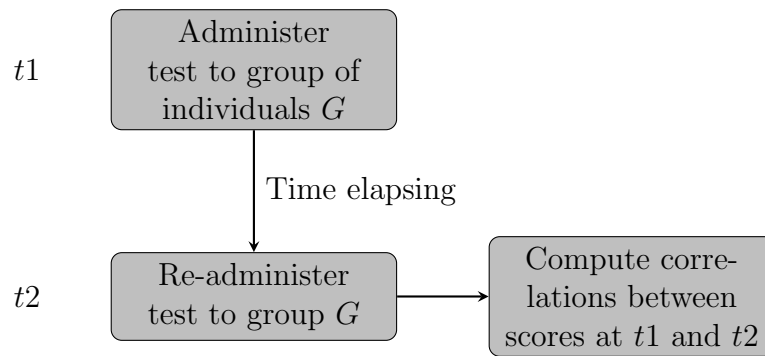 t1
Administer
test to group of
individuals G
Time elapsing
t2
Re-administer
test to group G
Compute corre-
lations between
scores at t1 and t2